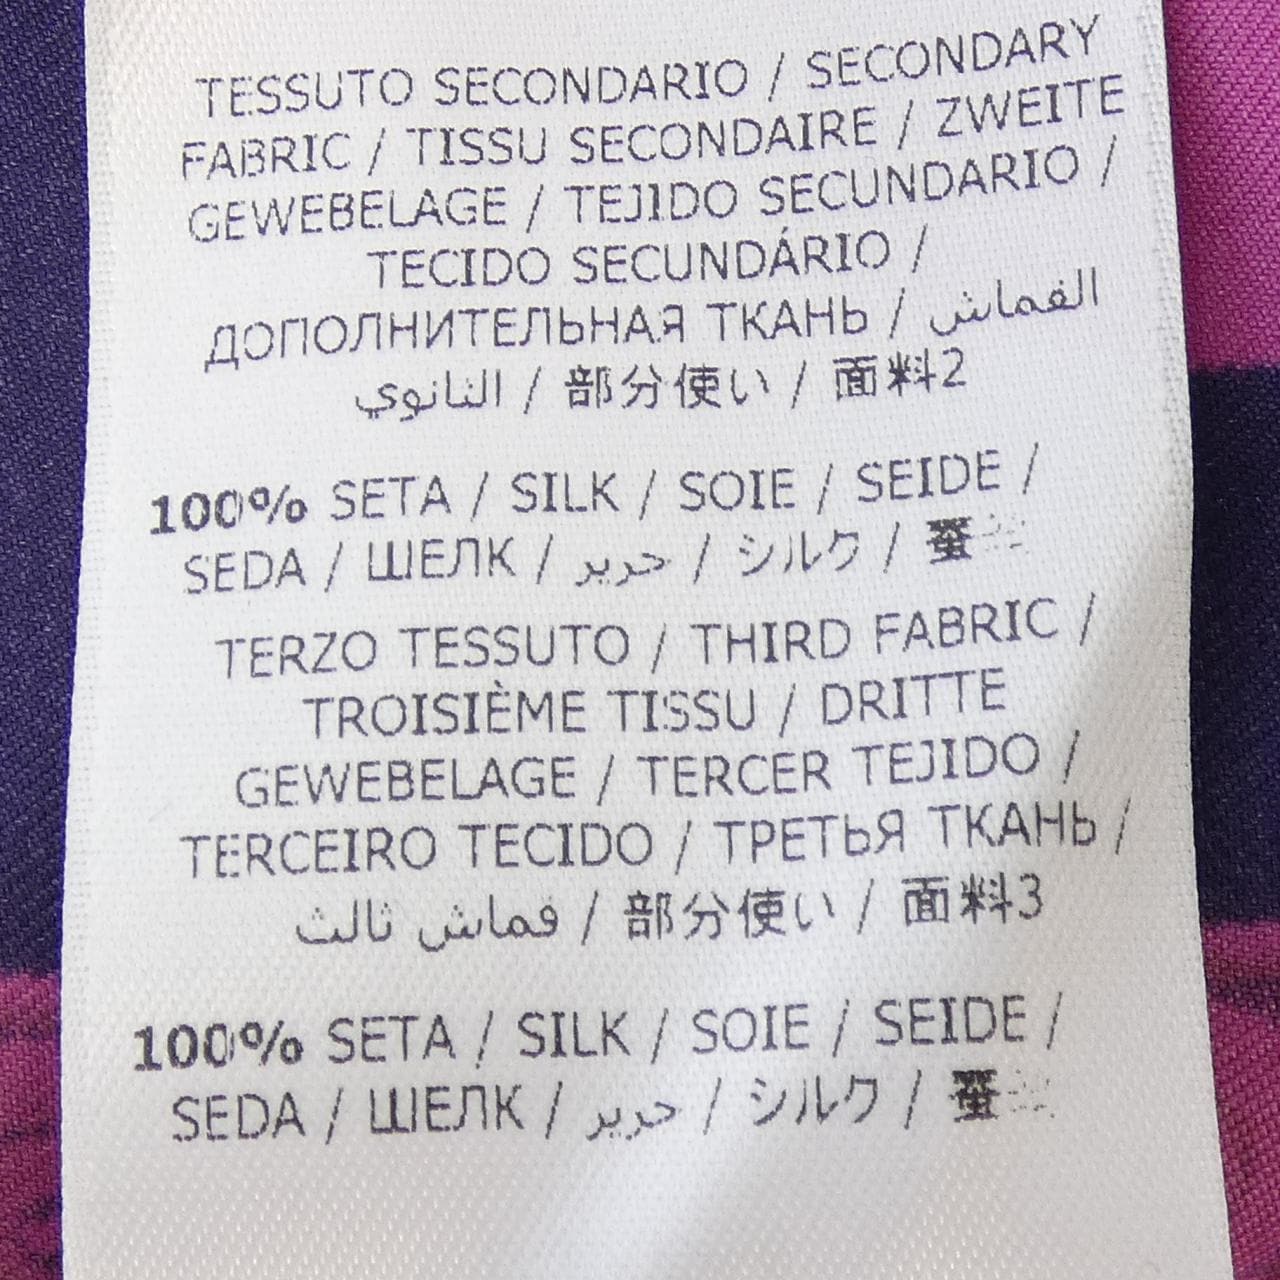 TESSUTO SECONDARIO / SECONDARY
FABRIC / TISSU SECONDAIRE / ZWEITE
GEWEBELAGE / TEJIDO SECUNDARIO /
TECIDO SECUNDÁRIO /
ДОПОЛНИТЕЛЬНАЯ ТКАНЬ / القماش
الثانوي / 部分使い / 面料2
100% SETA / SILK / SOIE / SEIDE /
SEDA / ШЕЛК / حرير / シルク / 蚕
TERZO TESSUTO / THIRD FABRIC /
TROISIÈME TISSU / DRITTE
GEWEBELAGE / TERCER TEJIDO /
TERCEIRO TECIDO / ТРЕТЬЯ ТКАНЬ /
قماش ثالث / 部分使い / 面料3
100% SETA / SILK / SOIE / SEIDE /
SEDA / ШЕЛК / حرير / シルク / 蚕